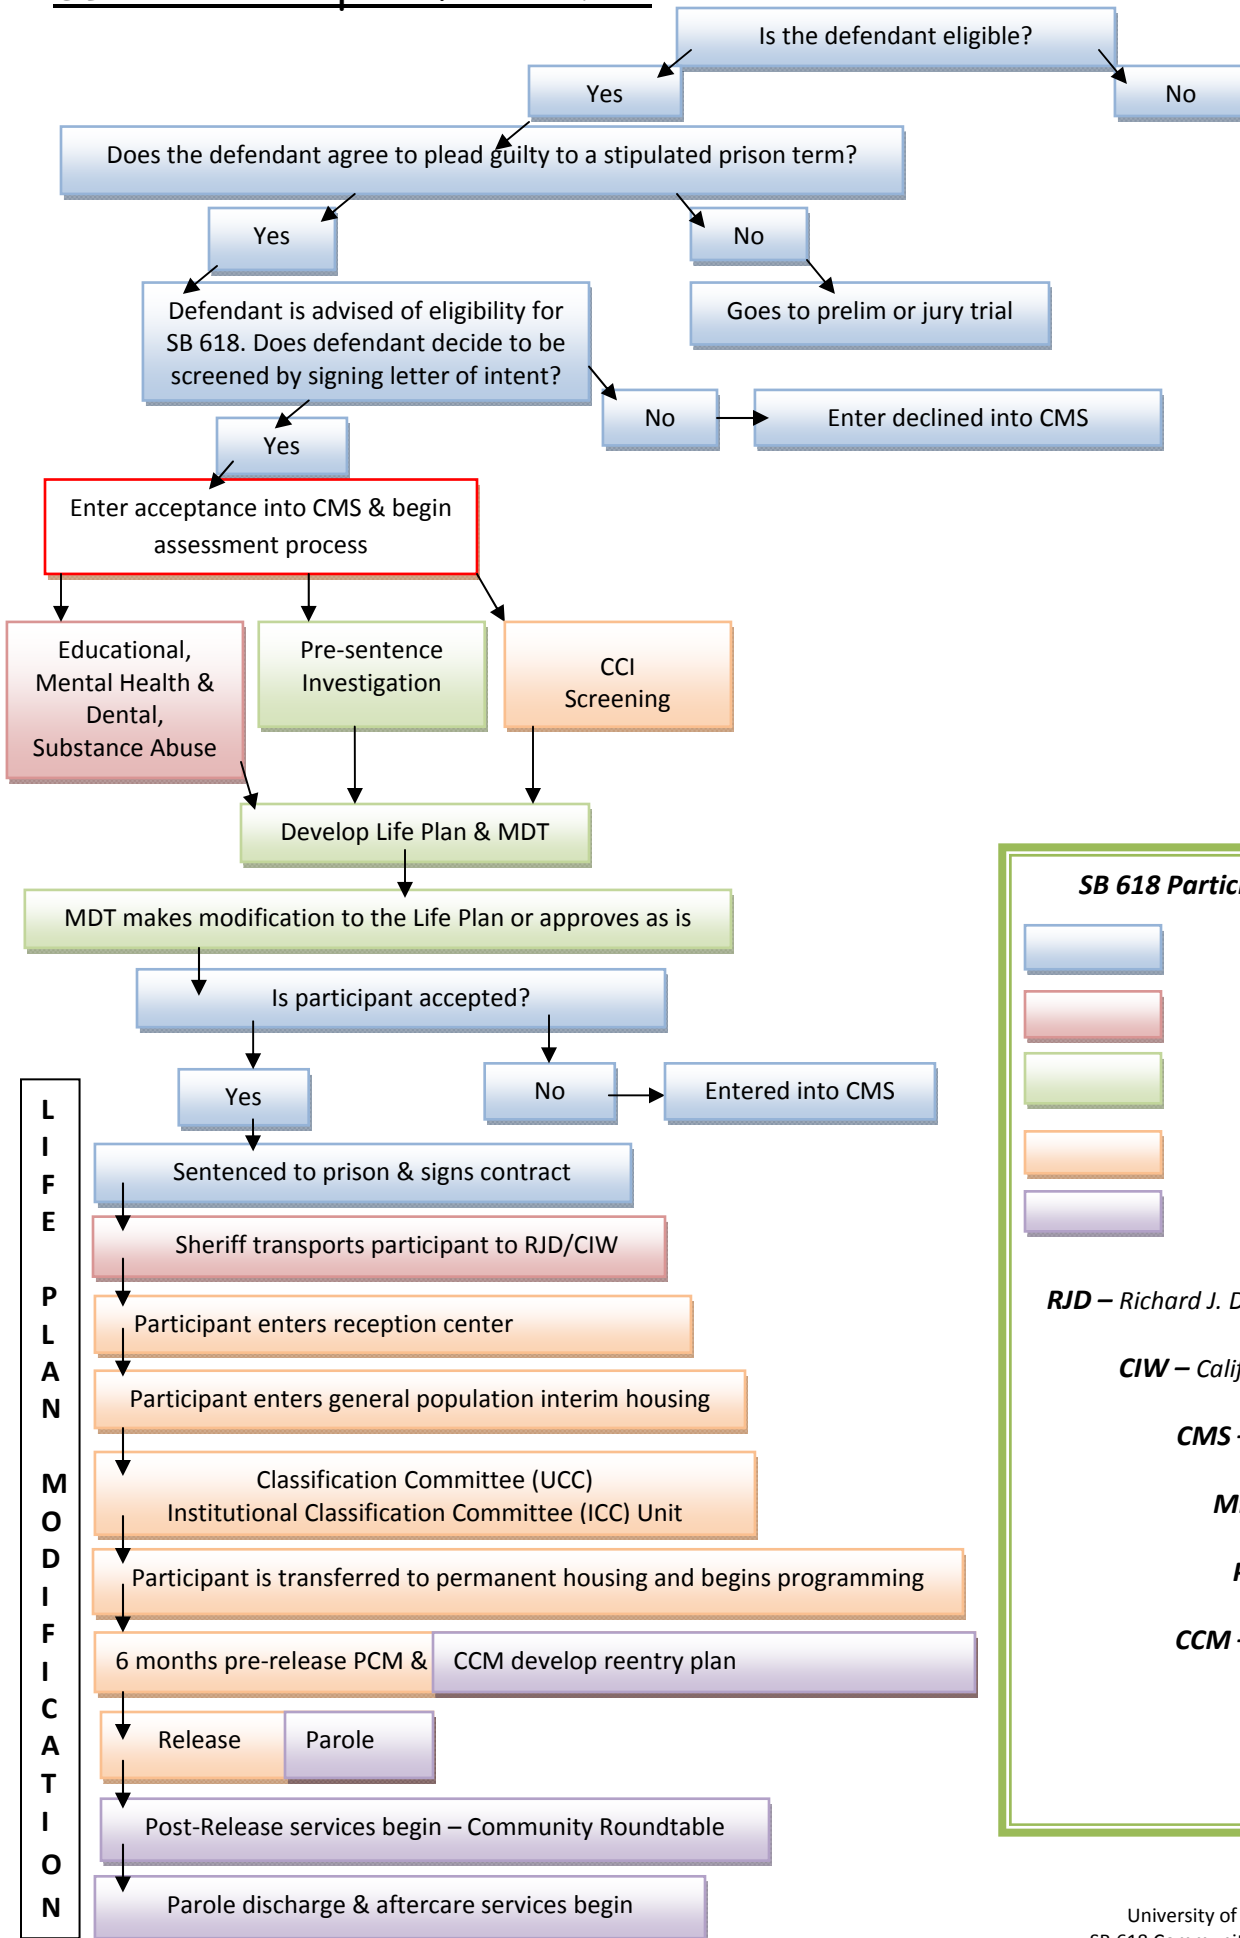 Is the defendant eligible?
Yes
No
Does the defendant agree to plead guilty to a stipulated prison term?
Yes
No
Defendant is advised of eligibility for
SB 618. Does defendant decide to be
screened by signing letter of intent?
Goes to prelim or jury trial
No
Enter declined into CMS
Yes
Enter acceptance into CMS & begin
assessment process
Educational,
Mental Health &
Dental,
Substance Abuse
Pre-sentence
Investigation
CCI
Screening
Develop Life Plan & MDT
MDT makes modification to the Life Plan or approves as is
Is participant accepted?
Yes
No
Entered into CMS
LIFE PLAN MODIFICATION
Sentenced to prison & signs contract
Sheriff transports participant to RJD/CIW
Participant enters reception center
Participant enters general population interim housing
Classification Committee (UCC)
Institutional Classification Committee (ICC) Unit
Participant is transferred to permanent housing and begins programming
6 months pre-release PCM &
CCM develop reentry plan
Release
Parole
Post-Release services begin – Community Roundtable
Parole discharge & aftercare services begin
SB 618
RJD – Richard J.
CIW –
CMS
CCM
University of
SB 618